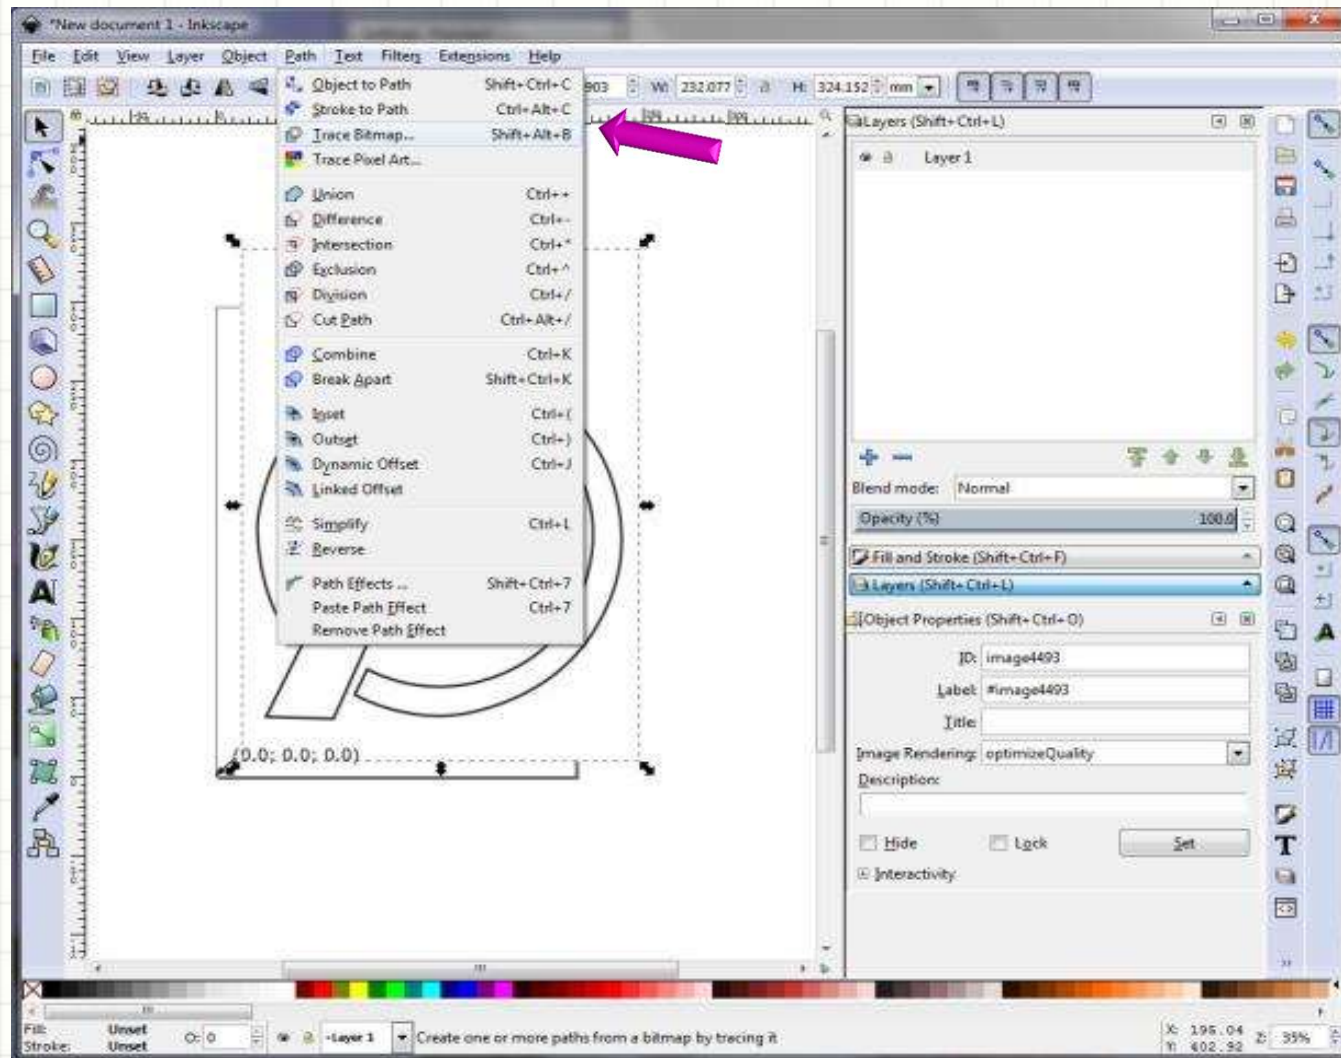 *New document 1 - Inkscape
File Edit View Layer Object Path Text Filters Extensions Help
903 W: 232.077 H: 324.152 mm
Object to Path Shift+Ctrl+C
Stroke to Path Ctrl+Alt+C
Trace Bitmap... Shift+Alt+B
Trace Pixel Art...
Union Ctrl++
Difference Ctrl+-
Intersection Ctrl+*
Exclusion Ctrl+^
Division Ctrl+/
Cut Path Ctrl+Alt+/
Combine Ctrl+K
Break Apart Shift+Ctrl+K
Inset Ctrl+(
Outset Ctrl+)
Dynamic Offset Ctrl+J
Linked Offset
Simplify Ctrl+L
Reverse
Path Effects ... Shift+Ctrl+7
Paste Path Effect Ctrl+7
Remove Path Effect
(0.0; 0.0; 0.0)
Layers (Shift+Ctrl+L)
Layer 1
Blend mode: Normal
Opacity (%) 100.0
Fill and Stroke (Shift+Ctrl+F)
Layers (Shift+Ctrl+L)
Object Properties (Shift+Ctrl+O)
ID: image4493
Label: #image4493
Title:
Image Rendering: optimizeQuality
Description:
Hide Lock Set
Interactivity
Fill: Unset
Stroke: Unset
O: 0
-Layer 1 Create one or more paths from a bitmap by tracing it
X: 195.04
Y: 402.92
Z: 35%